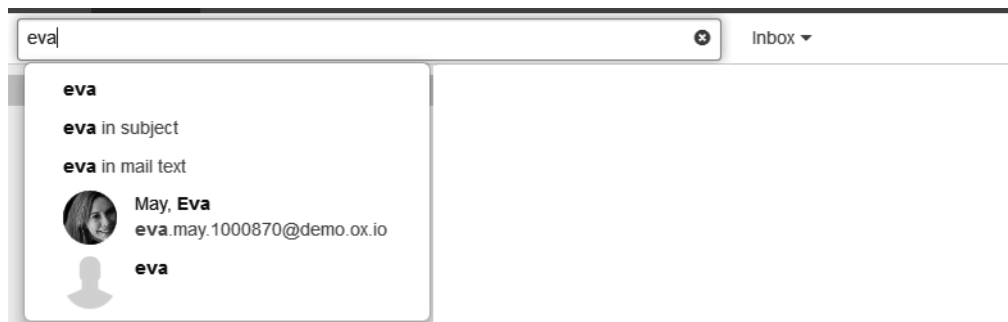 eva
Inbox
eva
eva in subject
eva in mail text
May, Eva
eva.may.1000870@demo.ox.io
eva